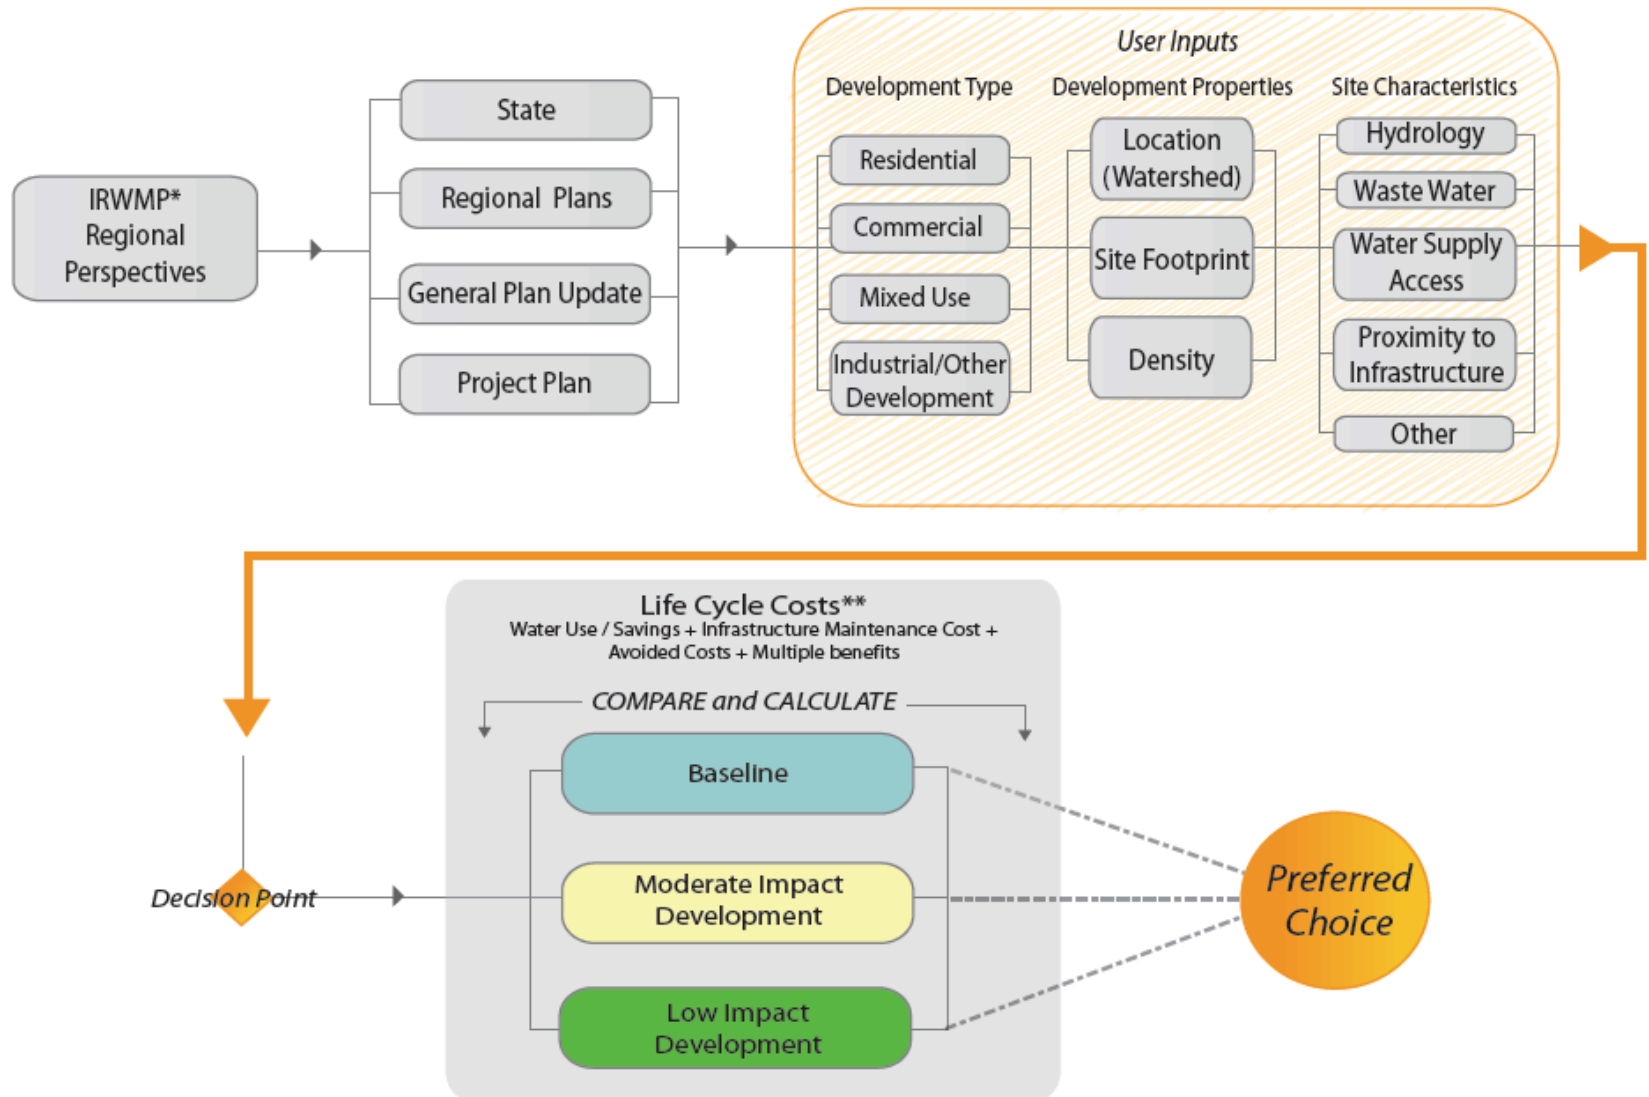 IRWMP*
Regional
Perspectives
State
Regional Plans
General Plan Update
Project Plan
User Inputs
Development Type
Residential
Commercial
Mixed Use
Industrial/Other
Development
Development Properties
Location
(Watershed)
Site Footprint
Density
Site Characteristics
Hydrology
Waste Water
Water Supply
Access
Proximity to
Infrastructure
Other
Decision Point
Life Cycle Costs**
Water Use / Savings + Infrastructure Maintenance Cost +
Avoided Costs + Multiple benefits
COMPARE and CALCULATE
Baseline
Moderate Impact
Development
Low Impact
Development
Preferred
Choice